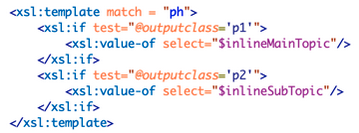 <xsl:template match = "ph">
<xsl:if test="@outputclass='p1'">
<xsl:value-of select="$inlineMainTopic"/>
</xsl:if>
<xsl:if test="@outputclass='p2'">
<xsl:value-of select="$inlineSubTopic"/>
</xsl:if>
</xsl:template>